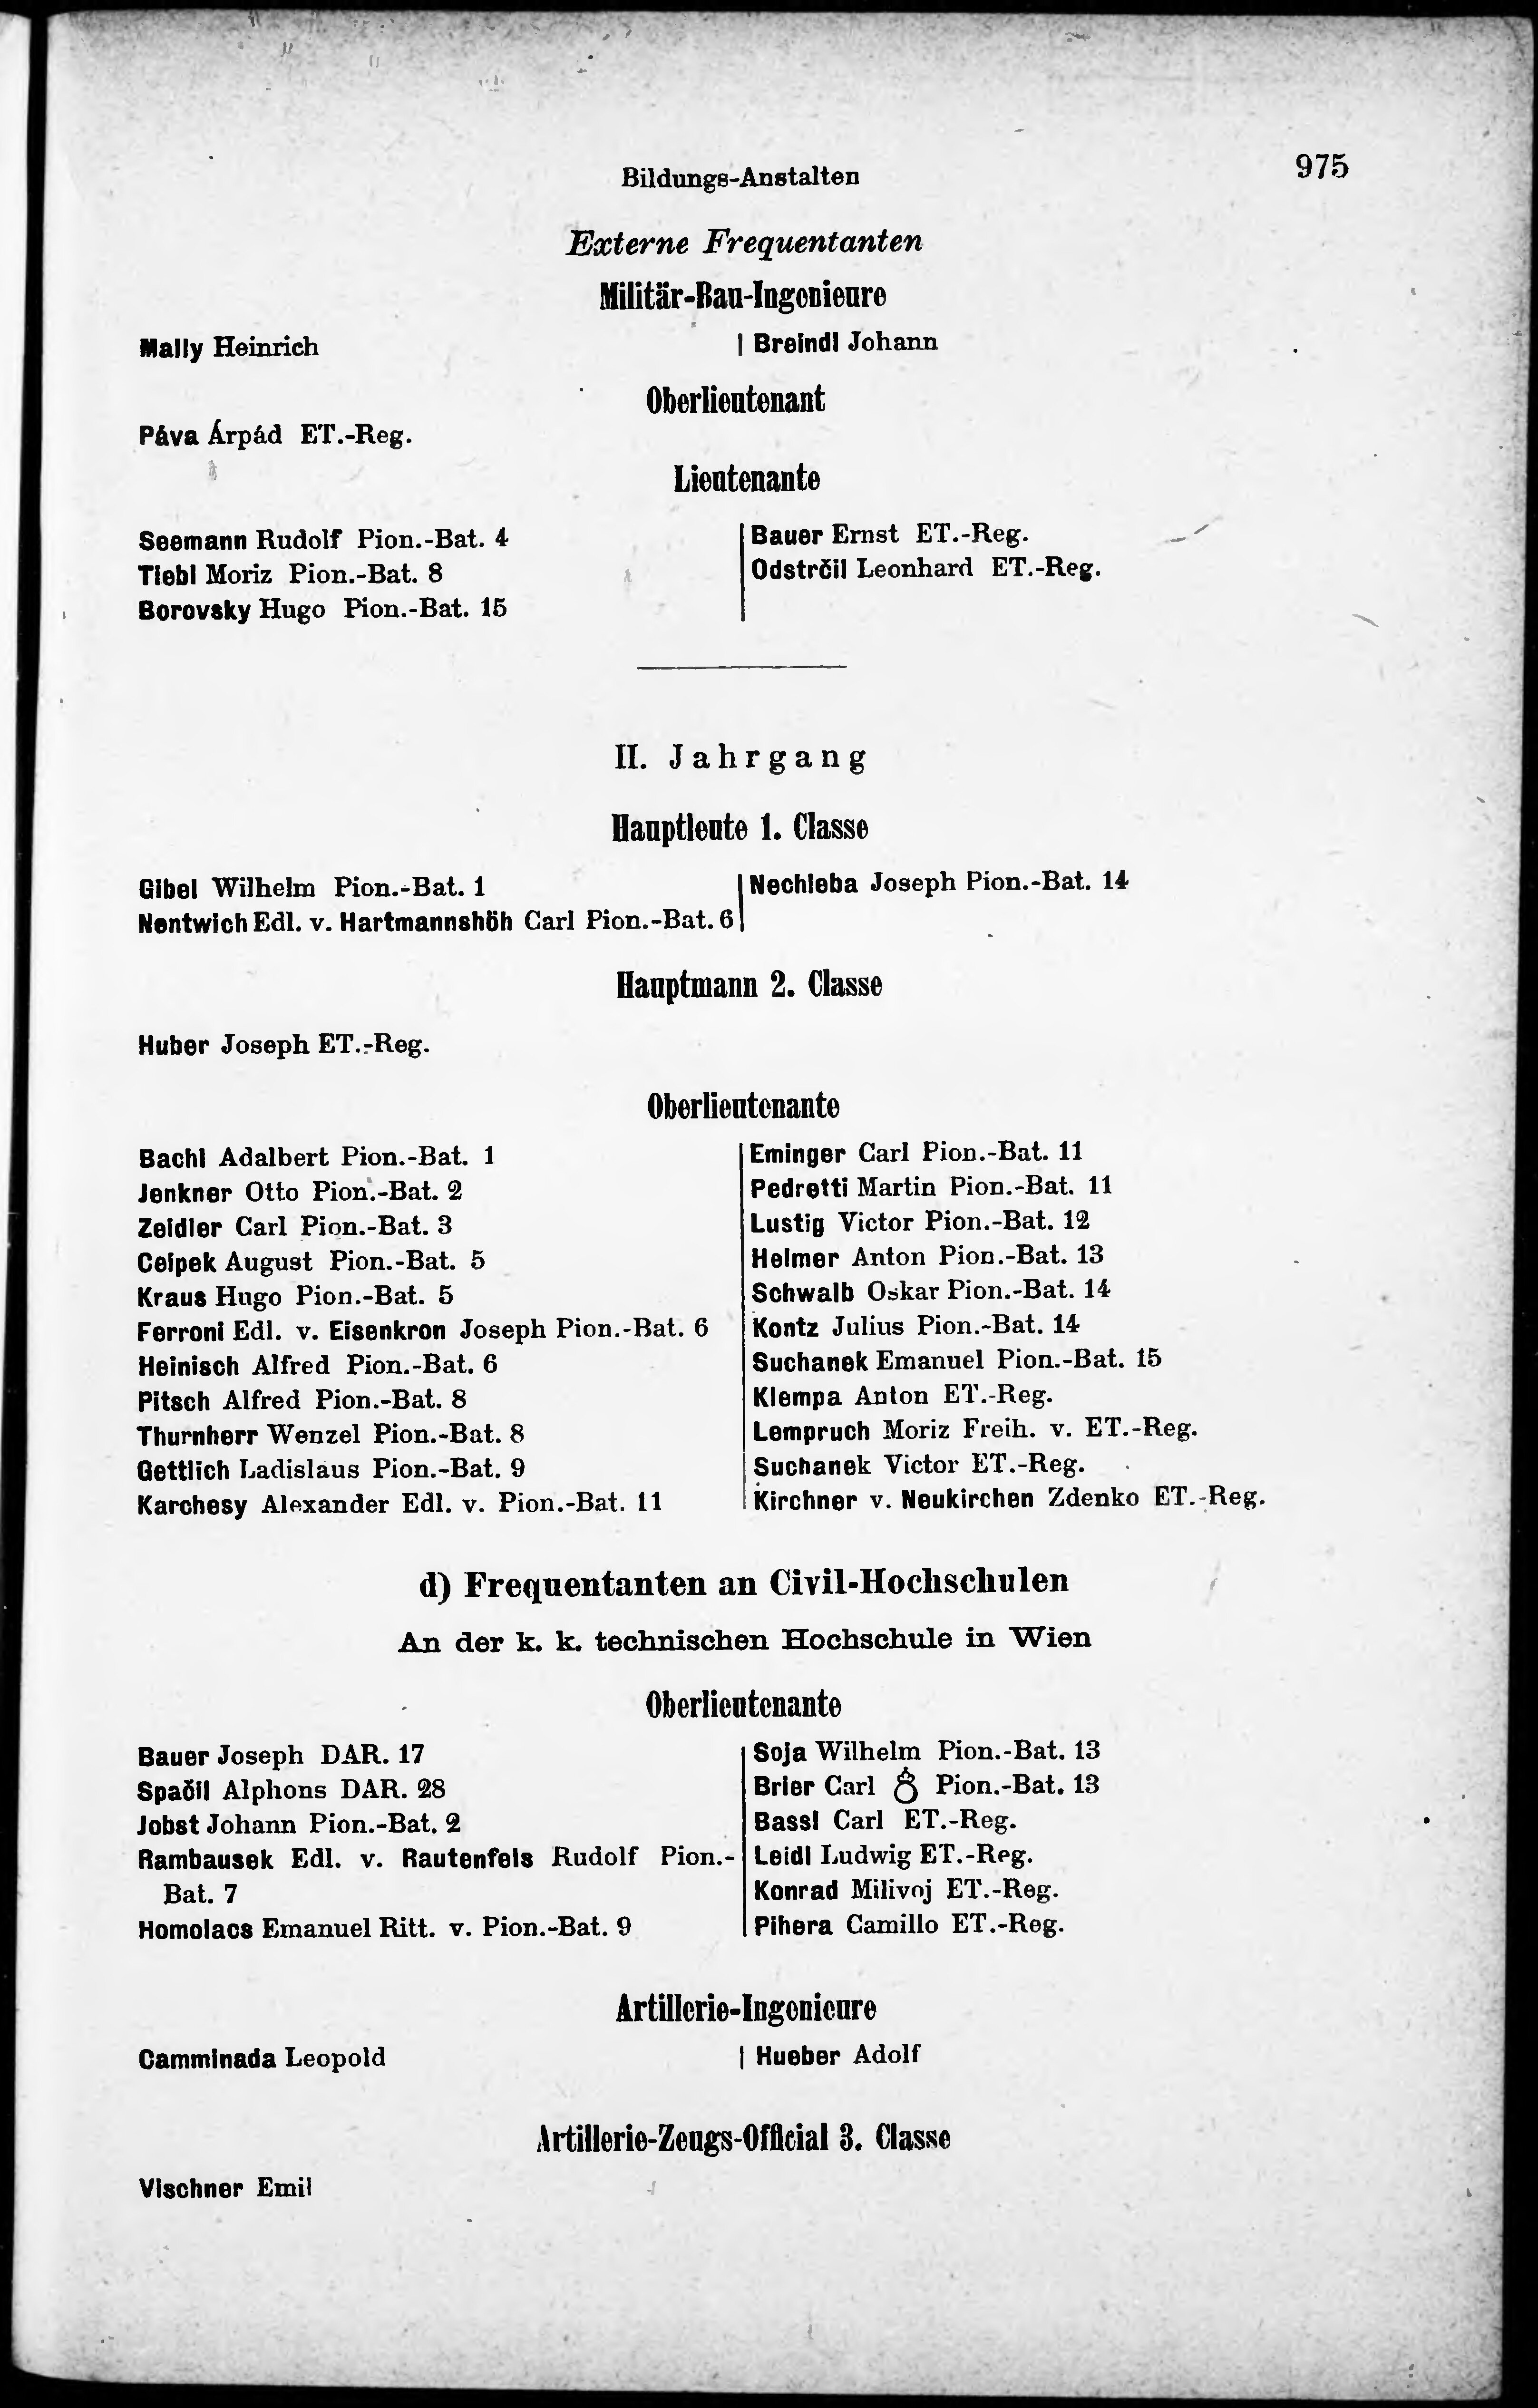 Bildungs-Anstalten
975
Externe Frequentanten
Militär-Bau-Ingenieure
Mally Heinrich
Breindl Johann
Oberlieutenant
Páva Árpád ET.-Reg.
Lieutenante
Seemann Rudolf Pion.-Bat. 4
Tiebl Moriz Pion.-Bat. 8
Borovsky Hugo Pion.-Bat. 15
Bauer Ernst ET.-Reg.
Odstrčil Leonhard ET.-Reg.
II. Jahrgang
Hauptleute 1. Classe
Gibel Wilhelm Pion.-Bat. 1
Nentwich Edl. v. Hartmannshöh Carl Pion.-Bat. 6
Nechleba Joseph Pion.-Bat. 14
Hauptmann 2. Classe
Huber Joseph ET.-Reg.
Oberlieutenante
Bachl Adalbert Pion.-Bat. 1
Jenkner Otto Pion.-Bat. 2
Zeidler Carl Pion.-Bat. 3
Ceipek August Pion.-Bat. 5
Kraus Hugo Pion.-Bat. 5
Ferroni Edl. v. Eisenkron Joseph Pion.-Bat. 6
Heinisch Alfred Pion.-Bat. 6
Pitsch Alfred Pion.-Bat. 8
Thurnherr Wenzel Pion.-Bat. 8
Gettlich Ladislaus Pion.-Bat. 9
Karchesy Alexander Edl. v. Pion.-Bat. 11
Eminger Carl Pion.-Bat. 11
Pedretti Martin Pion.-Bat. 11
Lustig Victor Pion.-Bat. 12
Helmer Anton Pion.-Bat. 13
Schwalb Oskar Pion.-Bat. 14
Kontz Julius Pion.-Bat. 14
Suchanek Emanuel Pion.-Bat. 15
Klempa Anton ET.-Reg.
Lempruch Moriz Freih. v. ET.-Reg.
Suchanek Victor ET.-Reg.
Kirchner v. Neukirchen Zdenko ET.-Reg.
d) Frequentanten an Civil-Hochschulen
An der k. k. technischen Hochschule in Wien
Oberlieutenante
Bauer Joseph DAR. 17
Spačil Alphons DAR. 28
Jobst Johann Pion.-Bat. 2
Rambausek Edl. v. Rautenfels Rudolf Pion.-
Bat. 7
Homolacs Emanuel Ritt. v. Pion.-Bat. 9
Soja Wilhelm Pion.-Bat. 13
Brier Carl Pion.-Bat. 13
Bassl Carl ET.-Reg.
Leidl Ludwig ET.-Reg.
Konrad Milivoj ET.-Reg.
Pihera Camillo ET.-Reg.
Artillerie-Ingenieure
Camminada Leopold
Hueber Adolf
Artillerie-Zeugs-Official 3. Classe
Vischner Emil